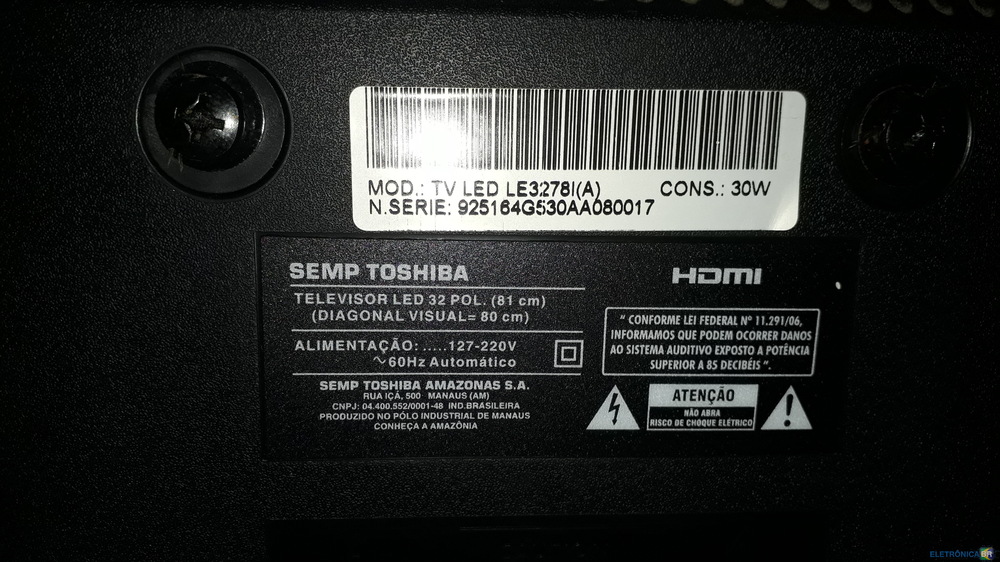 MOD.: TV LED LE3278I(A) CONS.: 30W
N.SERIE: 925164G530AA080017
SEMP TOSHIBA
HDMI
TELEVISOR LED 32 POL. (81 cm)
(DIAGONAL VISUAL= 80 cm)
ALIMENTAÇÃO: .....127-220V
~60Hz Automático
SEMP TOSHIBA AMAZONAS S.A.
RUA IÇÁ, 500 MANAUS (AM)
CNPJ: 04.400.552/0001-48 IND.BRASILEIRA
PRODUZIDO NO PÓLO INDUSTRIAL DE MANAUS
CONHEÇA A AMAZÔNIA
" CONFORME LEI FEDERAL Nº 11.291/06,
INFORMAMOS QUE PODEM OCORRER DANOS
AO SISTEMA AUDITIVO EXPOSTO A POTÊNCIA
SUPERIOR A 85 DECIBÉIS ".
ATENÇÃO
NÃO ABRA
RISCO DE CHOQUE ELÉTRICO
ELETRÔNICABR